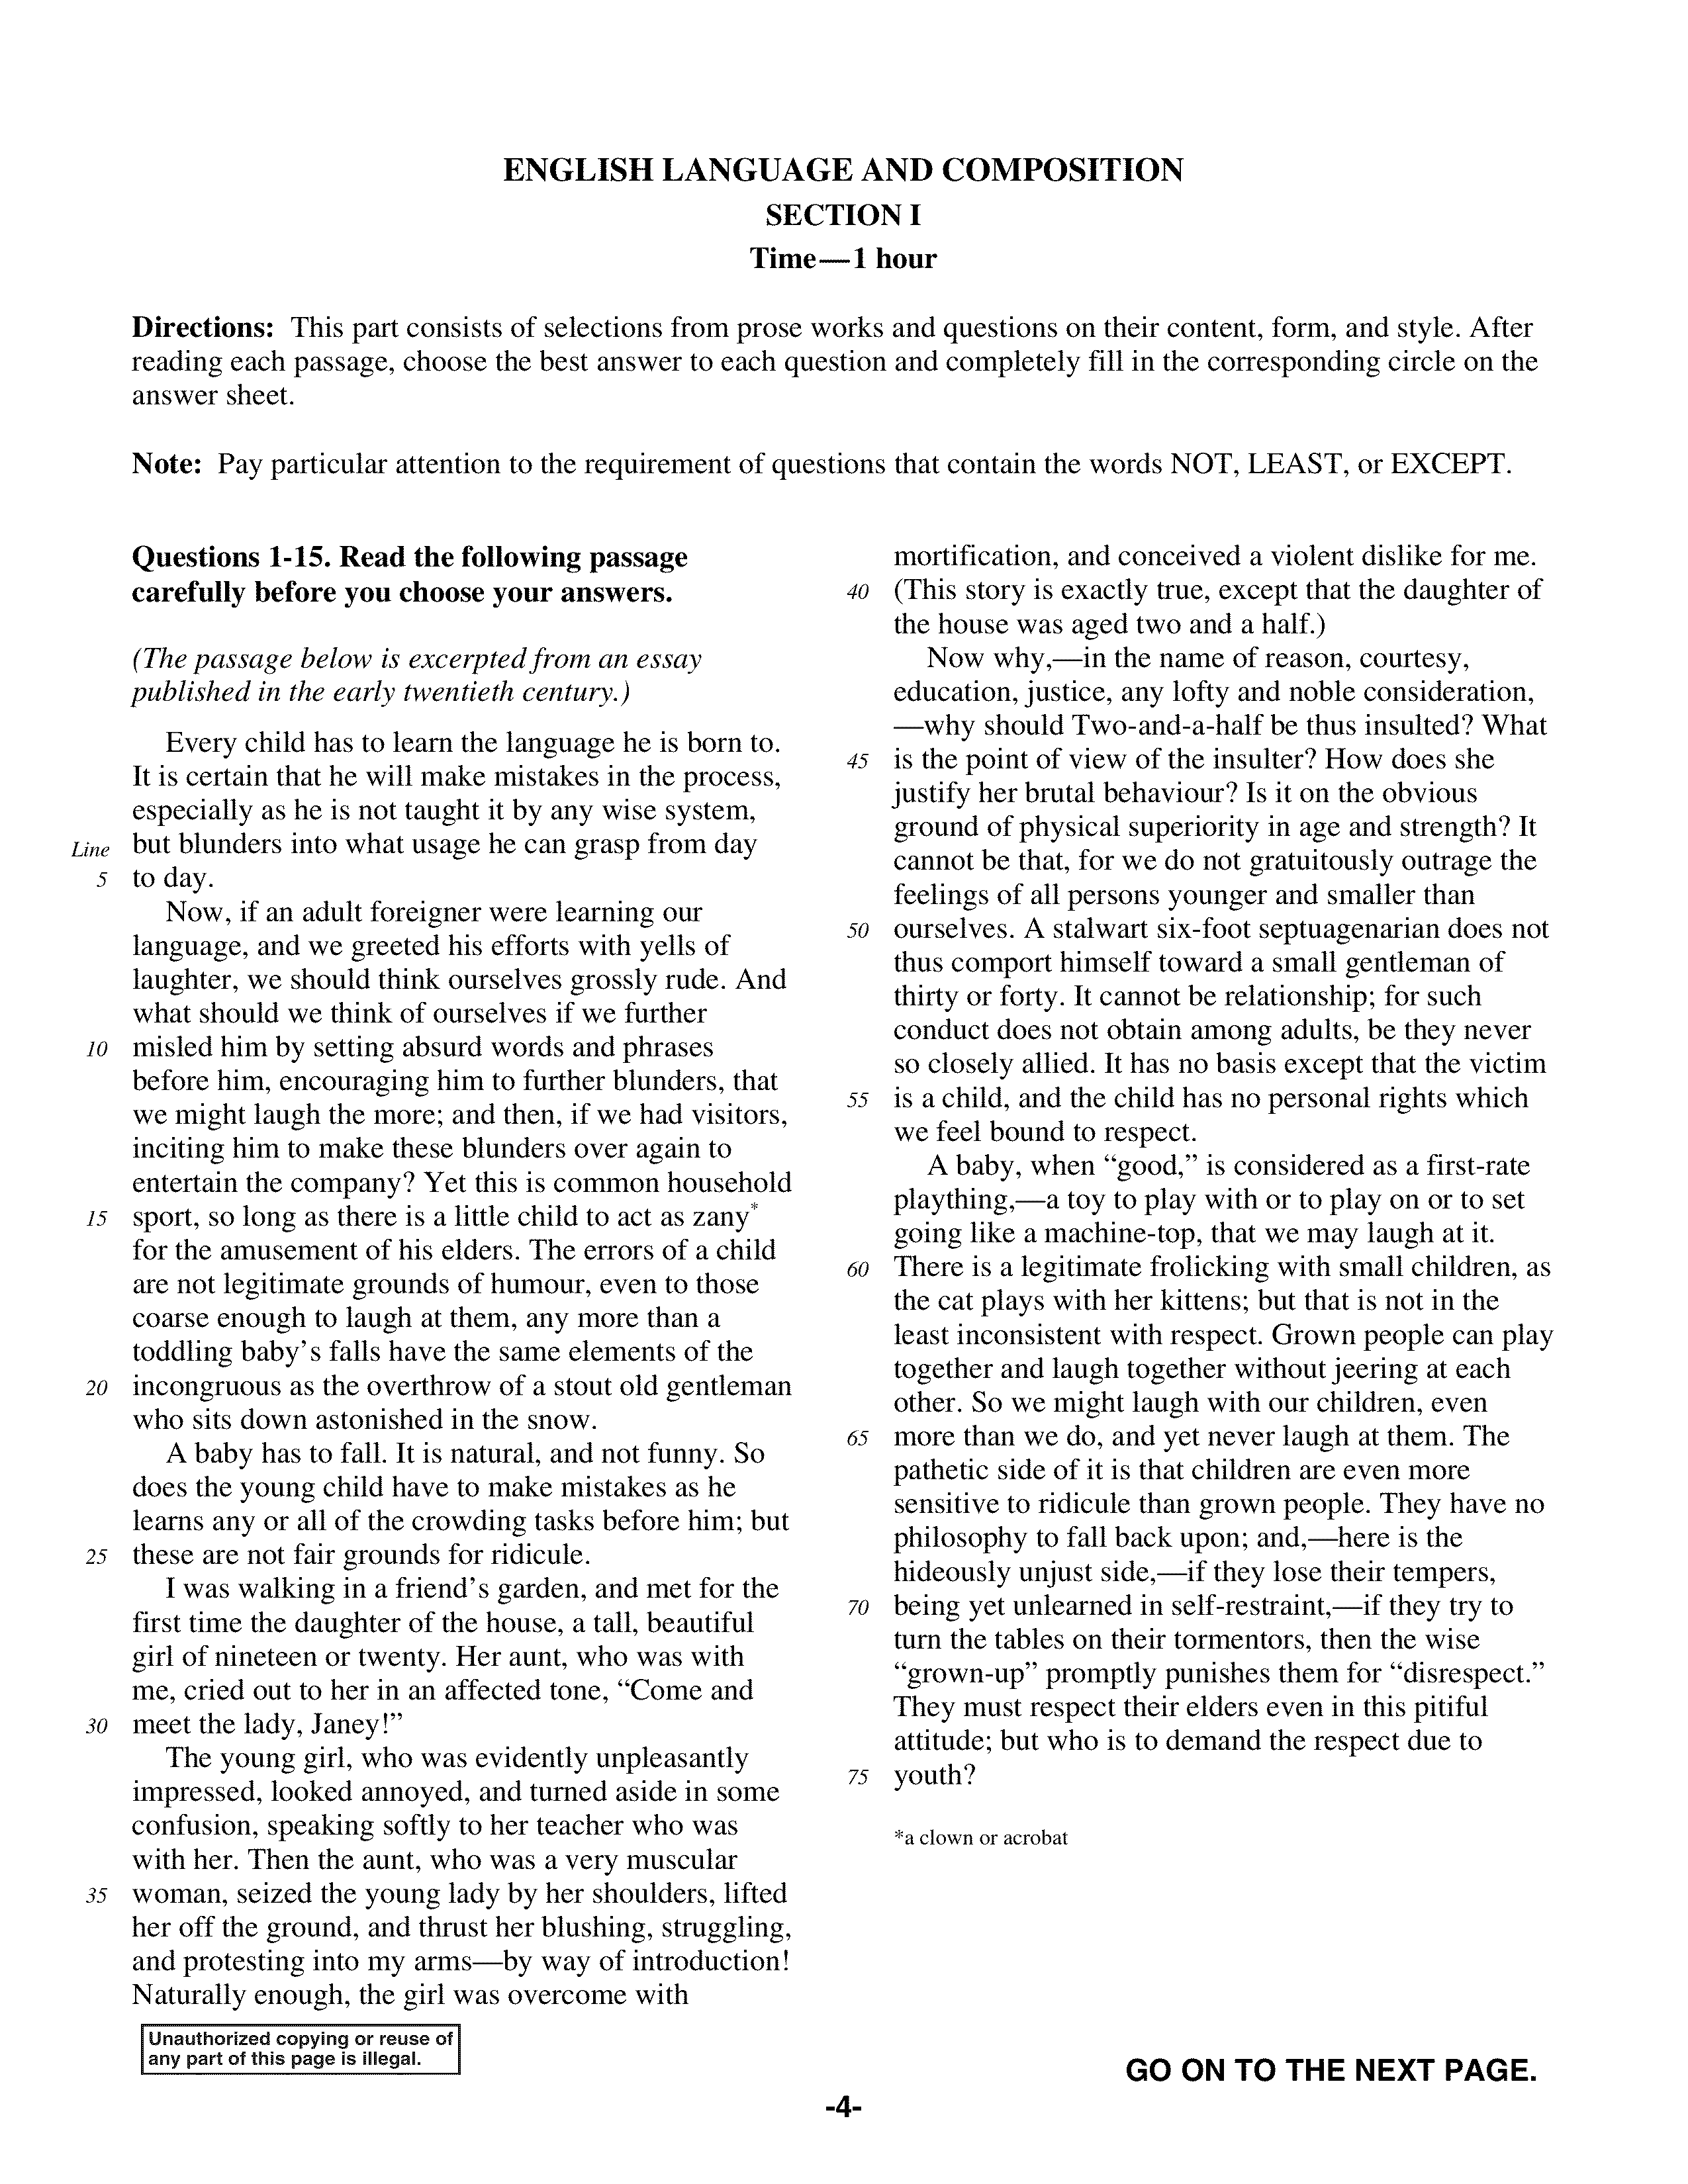 ENGLISH LANGUAGE AND COMPOSITION
SECTION I
Time—1 hour
Directions: This part consists of selections from prose works and questions on their content, form, and style. After
reading each passage, choose the best answer to each question and completely fill in the corresponding circle on the
answer sheet.
Note: Pay particular attention to the requirement of questions that contain the words NOT, LEAST, or EXCEPT.
Questions 1-15. Read the following passage
carefully before you choose your answers.
(The passage below is excerpted from an essay
published in the early twentieth century.)
Every child has to learn the language he is born to.
It is certain that he will make mistakes in the process,
especially as he is not taught it by any wise system,
Line but blunders into what usage he can grasp from day
5 to day.
Now, if an adult foreigner were learning our
language, and we greeted his efforts with yells of
laughter, we should think ourselves grossly rude. And
what should we think of ourselves if we further
10 misled him by setting absurd words and phrases
before him, encouraging him to further blunders, that
we might laugh the more; and then, if we had visitors,
inciting him to make these blunders over again to
entertain the company? Yet this is common household
15 sport, so long as there is a little child to act as zany*
for the amusement of his elders. The errors of a child
are not legitimate grounds of humour, even to those
coarse enough to laugh at them, any more than a
toddling baby’s falls have the same elements of the
20 incongruous as the overthrow of a stout old gentleman
who sits down astonished in the snow.
A baby has to fall. It is natural, and not funny. So
does the young child have to make mistakes as he
learns any or all of the crowding tasks before him; but
25 these are not fair grounds for ridicule.
I was walking in a friend’s garden, and met for the
first time the daughter of the house, a tall, beautiful
girl of nineteen or twenty. Her aunt, who was with
me, cried out to her in an affected tone, “Come and
30 meet the lady, Janey!”
The young girl, who was evidently unpleasantly
impressed, looked annoyed, and turned aside in some
confusion, speaking softly to her teacher who was
with her. Then the aunt, who was a very muscular
35 woman, seized the young lady by her shoulders, lifted
her off the ground, and thrust her blushing, struggling,
and protesting into my arms—by way of introduction!
Naturally enough, the girl was overcome with
mortification, and conceived a violent dislike for me.
40 (This story is exactly true, except that the daughter of
the house was aged two and a half.)
Now why,—in the name of reason, courtesy,
education, justice, any lofty and noble consideration,
—why should Two-and-a-half be thus insulted? What
45 is the point of view of the insulter? How does she
justify her brutal behaviour? Is it on the obvious
ground of physical superiority in age and strength? It
cannot be that, for we do not gratuitously outrage the
feelings of all persons younger and smaller than
50 ourselves. A stalwart six-foot septuagenarian does not
thus comport himself toward a small gentleman of
thirty or forty. It cannot be relationship; for such
conduct does not obtain among adults, be they never
so closely allied. It has no basis except that the victim
55 is a child, and the child has no personal rights which
we feel bound to respect.
A baby, when “good,” is considered as a first-rate
plaything,—a toy to play with or to play on or to set
going like a machine-top, that we may laugh at it.
60 There is a legitimate frolicking with small children, as
the cat plays with her kittens; but that is not in the
least inconsistent with respect. Grown people can play
together and laugh together without jeering at each
other. So we might laugh with our children, even
65 more than we do, and yet never laugh at them. The
pathetic side of it is that children are even more
sensitive to ridicule than grown people. They have no
philosophy to fall back upon; and,—here is the
hideously unjust side,—if they lose their tempers,
70 being yet unlearned in self-restraint,—if they try to
turn the tables on their tormentors, then the wise
“grown-up” promptly punishes them for “disrespect.”
They must respect their elders even in this pitiful
attitude; but who is to demand the respect due to
75 youth?
*a clown or acrobat
Unauthorized copying or reuse of
any part of this page is illegal.
GO ON TO THE NEXT PAGE.
-4-